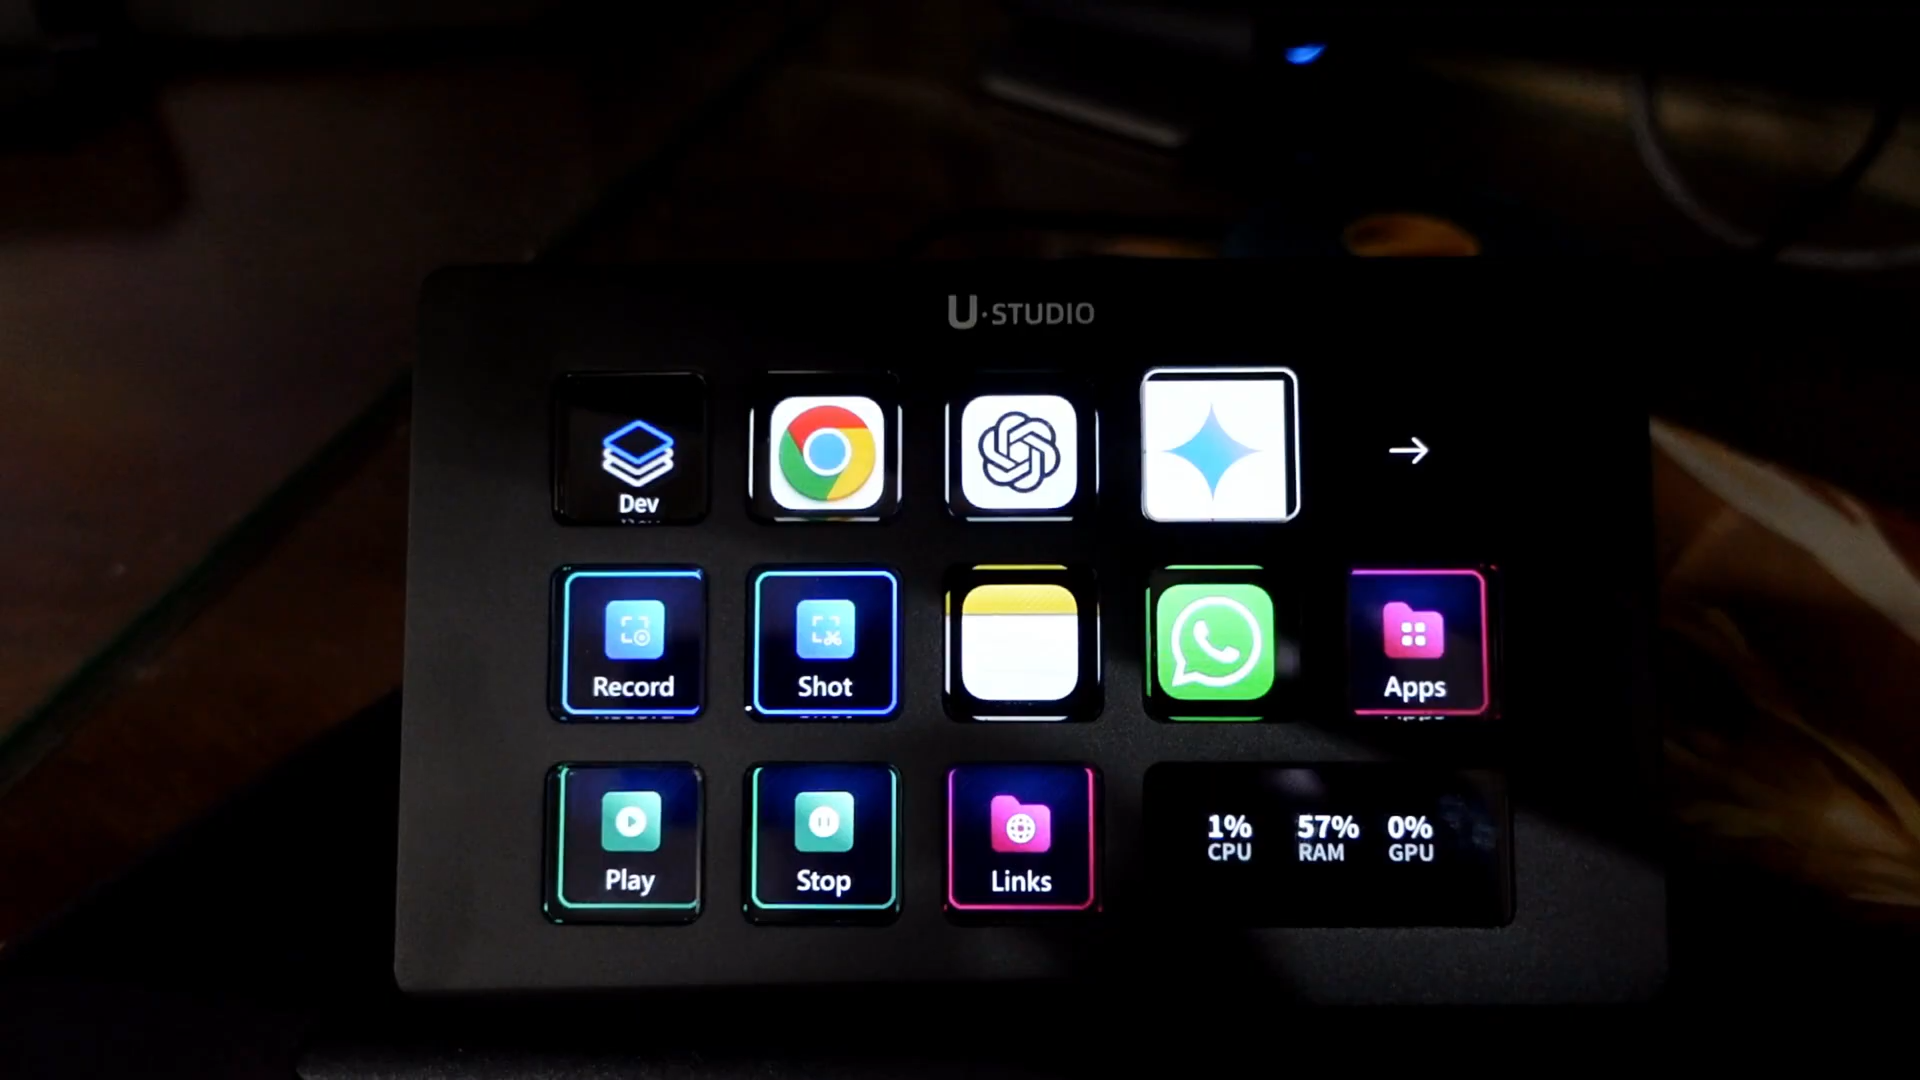 U·STUDIO
Dev
Record
Shot
Apps
Play
Stop
Links
1% 57% 0%
CPU RAM GPU